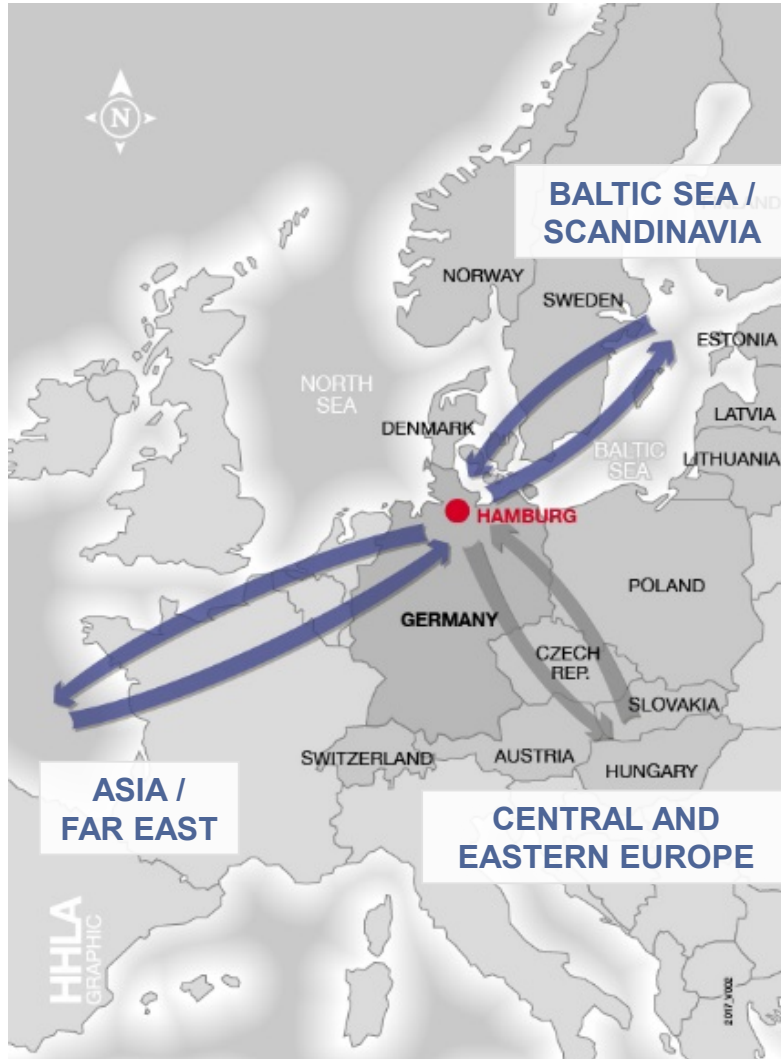 N
BALTIC SEA /
SCANDINAVIA
NORWAY
SWEDEN
ESTONIA
NORTH
SEA
LATVIA
DENMARK
BALTIC
SEA
LITHUANIA
HAMBURG
POLAND
GERMANY
CZECH
REP.
SLOVAKIA
SWITZERLAND
AUSTRIA
HUNGARY
ASIA /
FAR EAST
CENTRAL AND
EASTERN EUROPE
HHLA
GRAPHIC
2017_V002